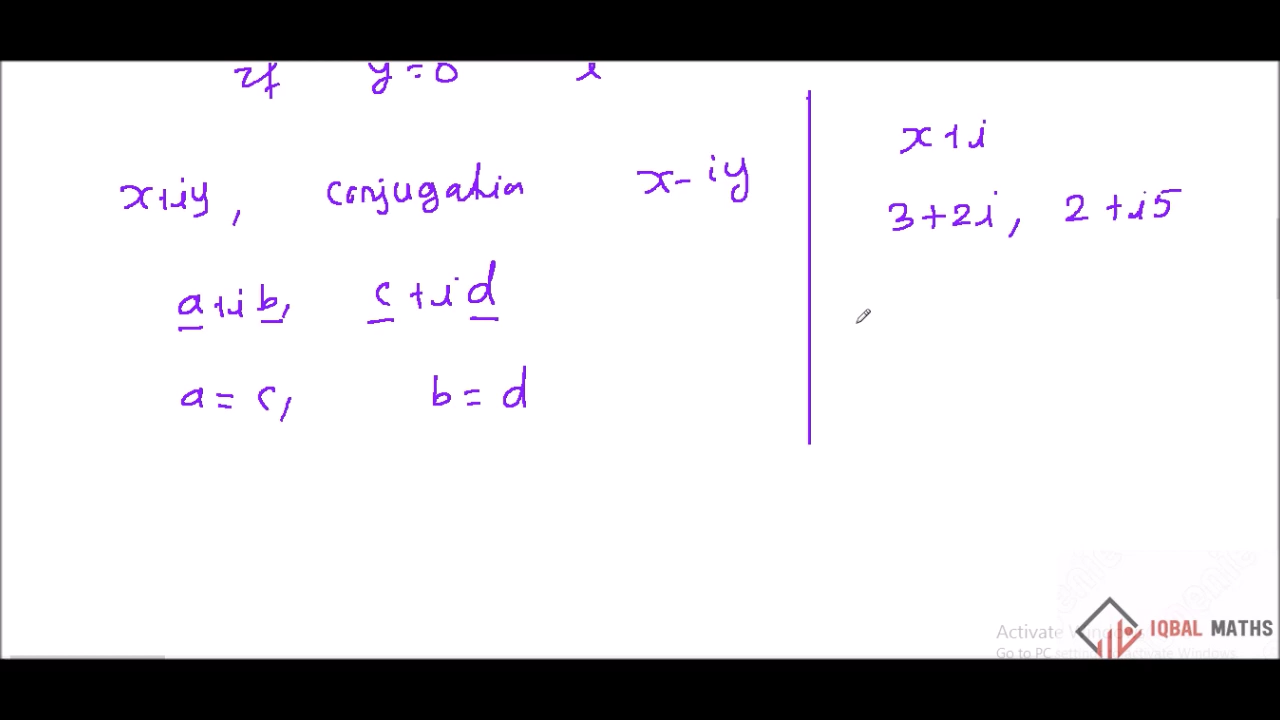 if y = 0
x+iy, conjugation x - iy
a+ib, c+id
a = c, b = d
x+i
3+2i, 2+i5
Activate Wind
Go to PC settings to activate Windows.
IQBAL MATHS